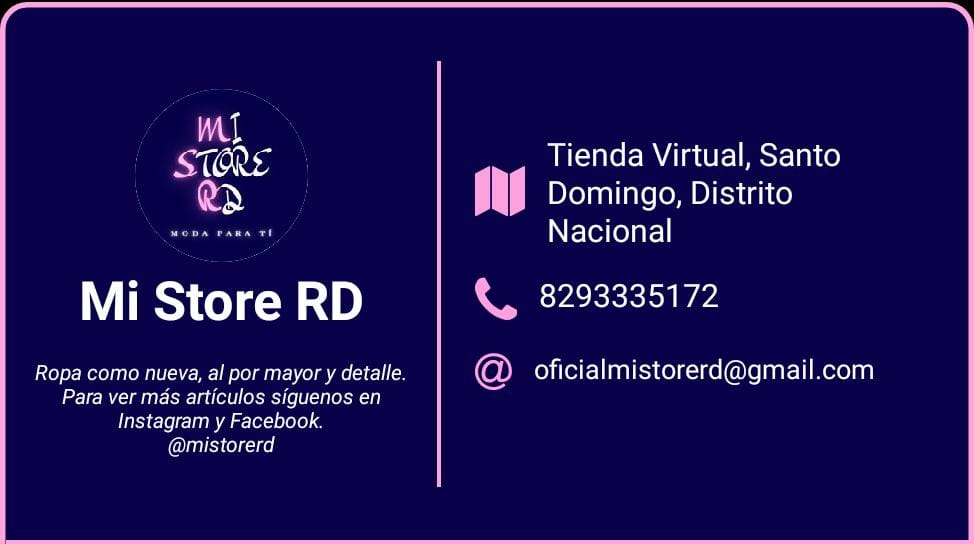 MI
STORE
RD
MODA PARA TÍ
Mi Store RD
Ropa como nueva, al por mayor y detalle.
Para ver más artículos síguenos en
Instagram y Facebook.
@mistorerd
Tienda Virtual, Santo
Domingo, Distrito
Nacional
8293335172
@ oficialmistorerd@gmail.com